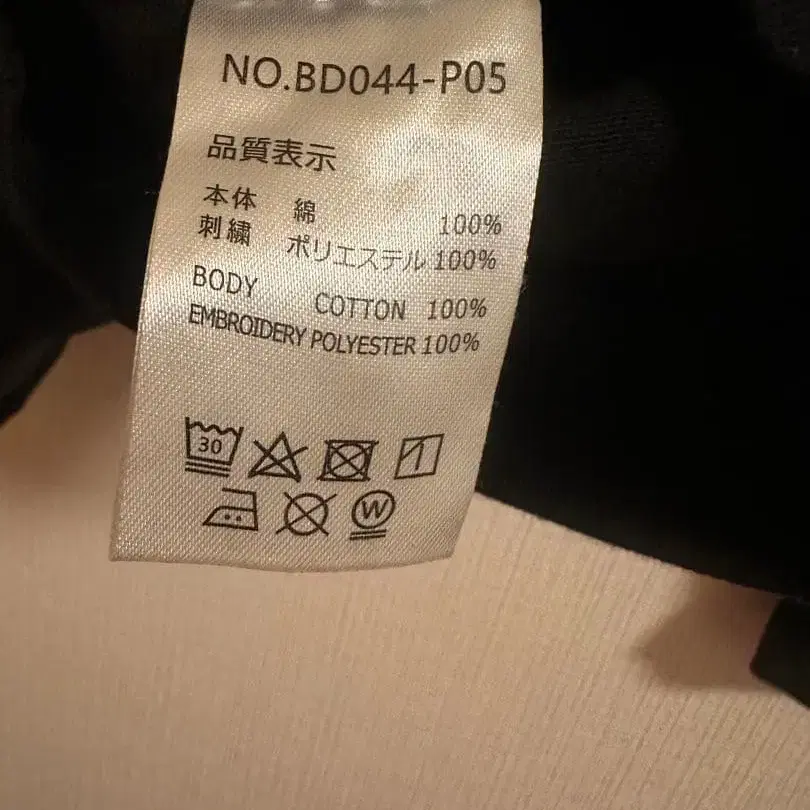 NO.BD044-P05
品質表示
本体 綿 100%
刺繍 ポリエステル 100%
BODY COTTON 100%
EMBROIDERY POLYESTER 100%
30
W